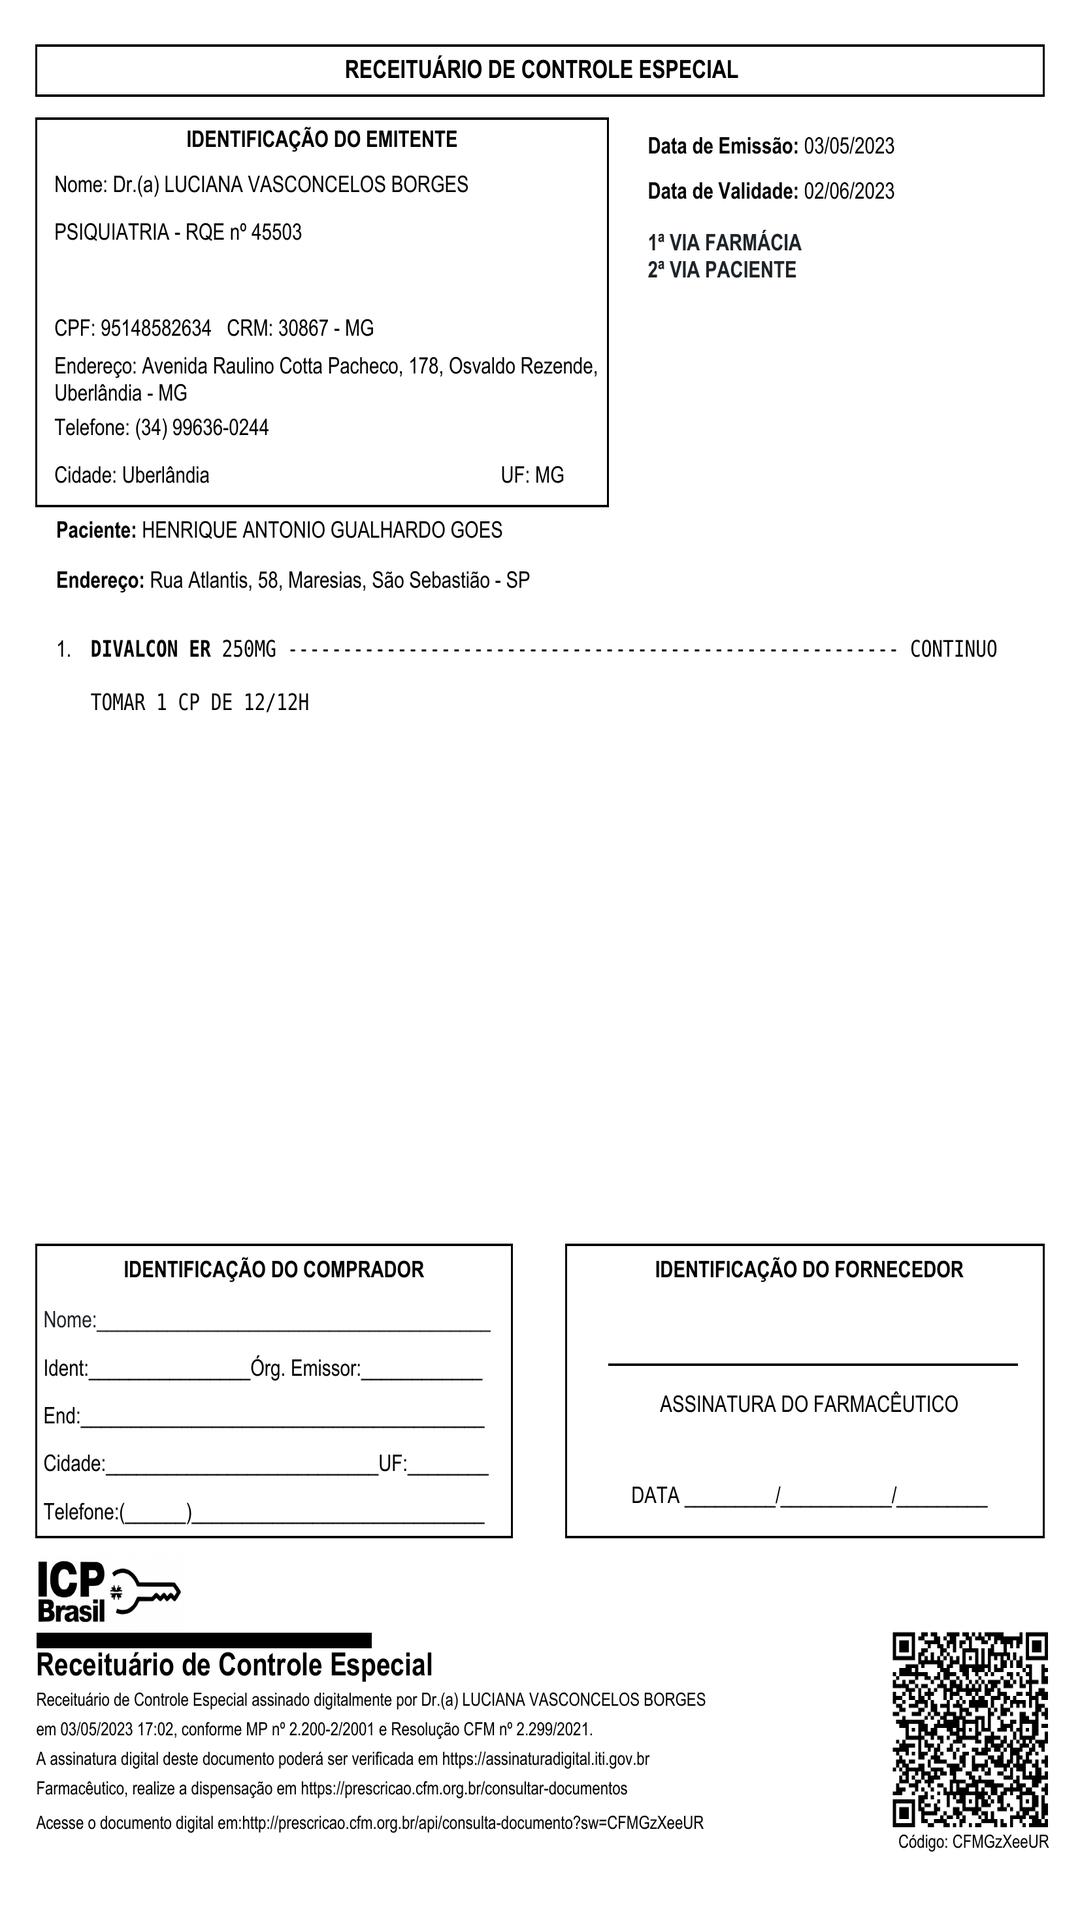 RECEITUÁRIO DE CONTROLE ESPECIAL
IDENTIFICAÇÃO DO EMITENTE
Nome: Dr.(a) LUCIANA VASCONCELOS BORGES
PSIQUIATRIA - RQE nº 45503
CPF: 95148582634 CRM: 30867 - MG
Endereço: Avenida Raulino Cotta Pacheco, 178, Osvaldo Rezende,
Uberlândia - MG
Telefone: (34) 99636-0244
Cidade: Uberlândia UF: MG
Data de Emissão: 03/05/2023
Data de Validade: 02/06/2023
1ª VIA FARMÁCIA
2ª VIA PACIENTE
Paciente: HENRIQUE ANTONIO GUALHARDO GOES
Endereço: Rua Atlantis, 58, Maresias, São Sebastião - SP
1. DIVALCON ER 250MG -------------------------------------------------------- CONTINUO
TOMAR 1 CP DE 12/12H
IDENTIFICAÇÃO DO COMPRADOR
Nome:_______________________________________
Ident:________________Órg. Emissor:____________
End:________________________________________
Cidade:___________________________UF:________
Telefone:(______)_____________________________
IDENTIFICAÇÃO DO FORNECEDOR
ASSINATURA DO FARMACÊUTICO
DATA _________/___________/_________
ICP
Brasil
Receituário de Controle Especial
Receituário de Controle Especial assinado digitalmente por Dr.(a) LUCIANA VASCONCELOS BORGES
em 03/05/2023 17:02, conforme MP nº 2.200-2/2001 e Resolução CFM nº 2.299/2021.
A assinatura digital deste documento poderá ser verificada em https://assinaturadigital.iti.gov.br
Farmacêutico, realize a dispensação em https://prescricao.cfm.org.br/consultar-documentos
Acesse o documento digital em:http://prescricao.cfm.org.br/api/consulta-documento?sw=CFMGzXeeUR
Código: CFMGzXeeUR